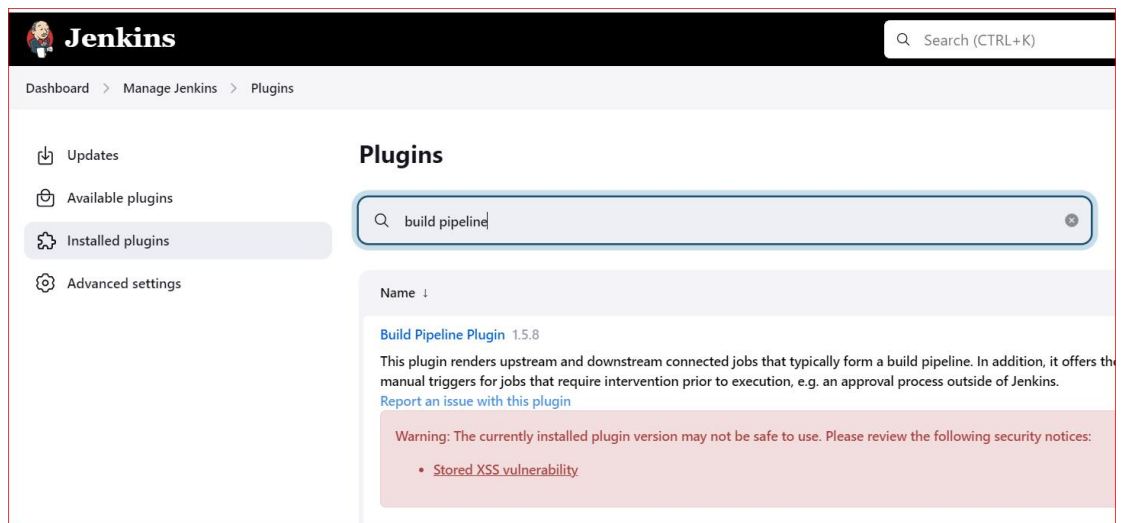 Jenkins
Search (CTRL+K)
Dashboard > Manage Jenkins > Plugins
Updates
Available plugins
Installed plugins
Advanced settings
Plugins
build pipeline
Name ↓
Build Pipeline Plugin 1.5.8
This plugin renders upstream and downstream connected jobs that typically form a build pipeline. In addition, it offers the
manual triggers for jobs that require intervention prior to execution, e.g. an approval process outside of Jenkins.
Report an issue with this plugin
Warning: The currently installed plugin version may not be safe to use. Please review the following security notices:
• Stored XSS vulnerability